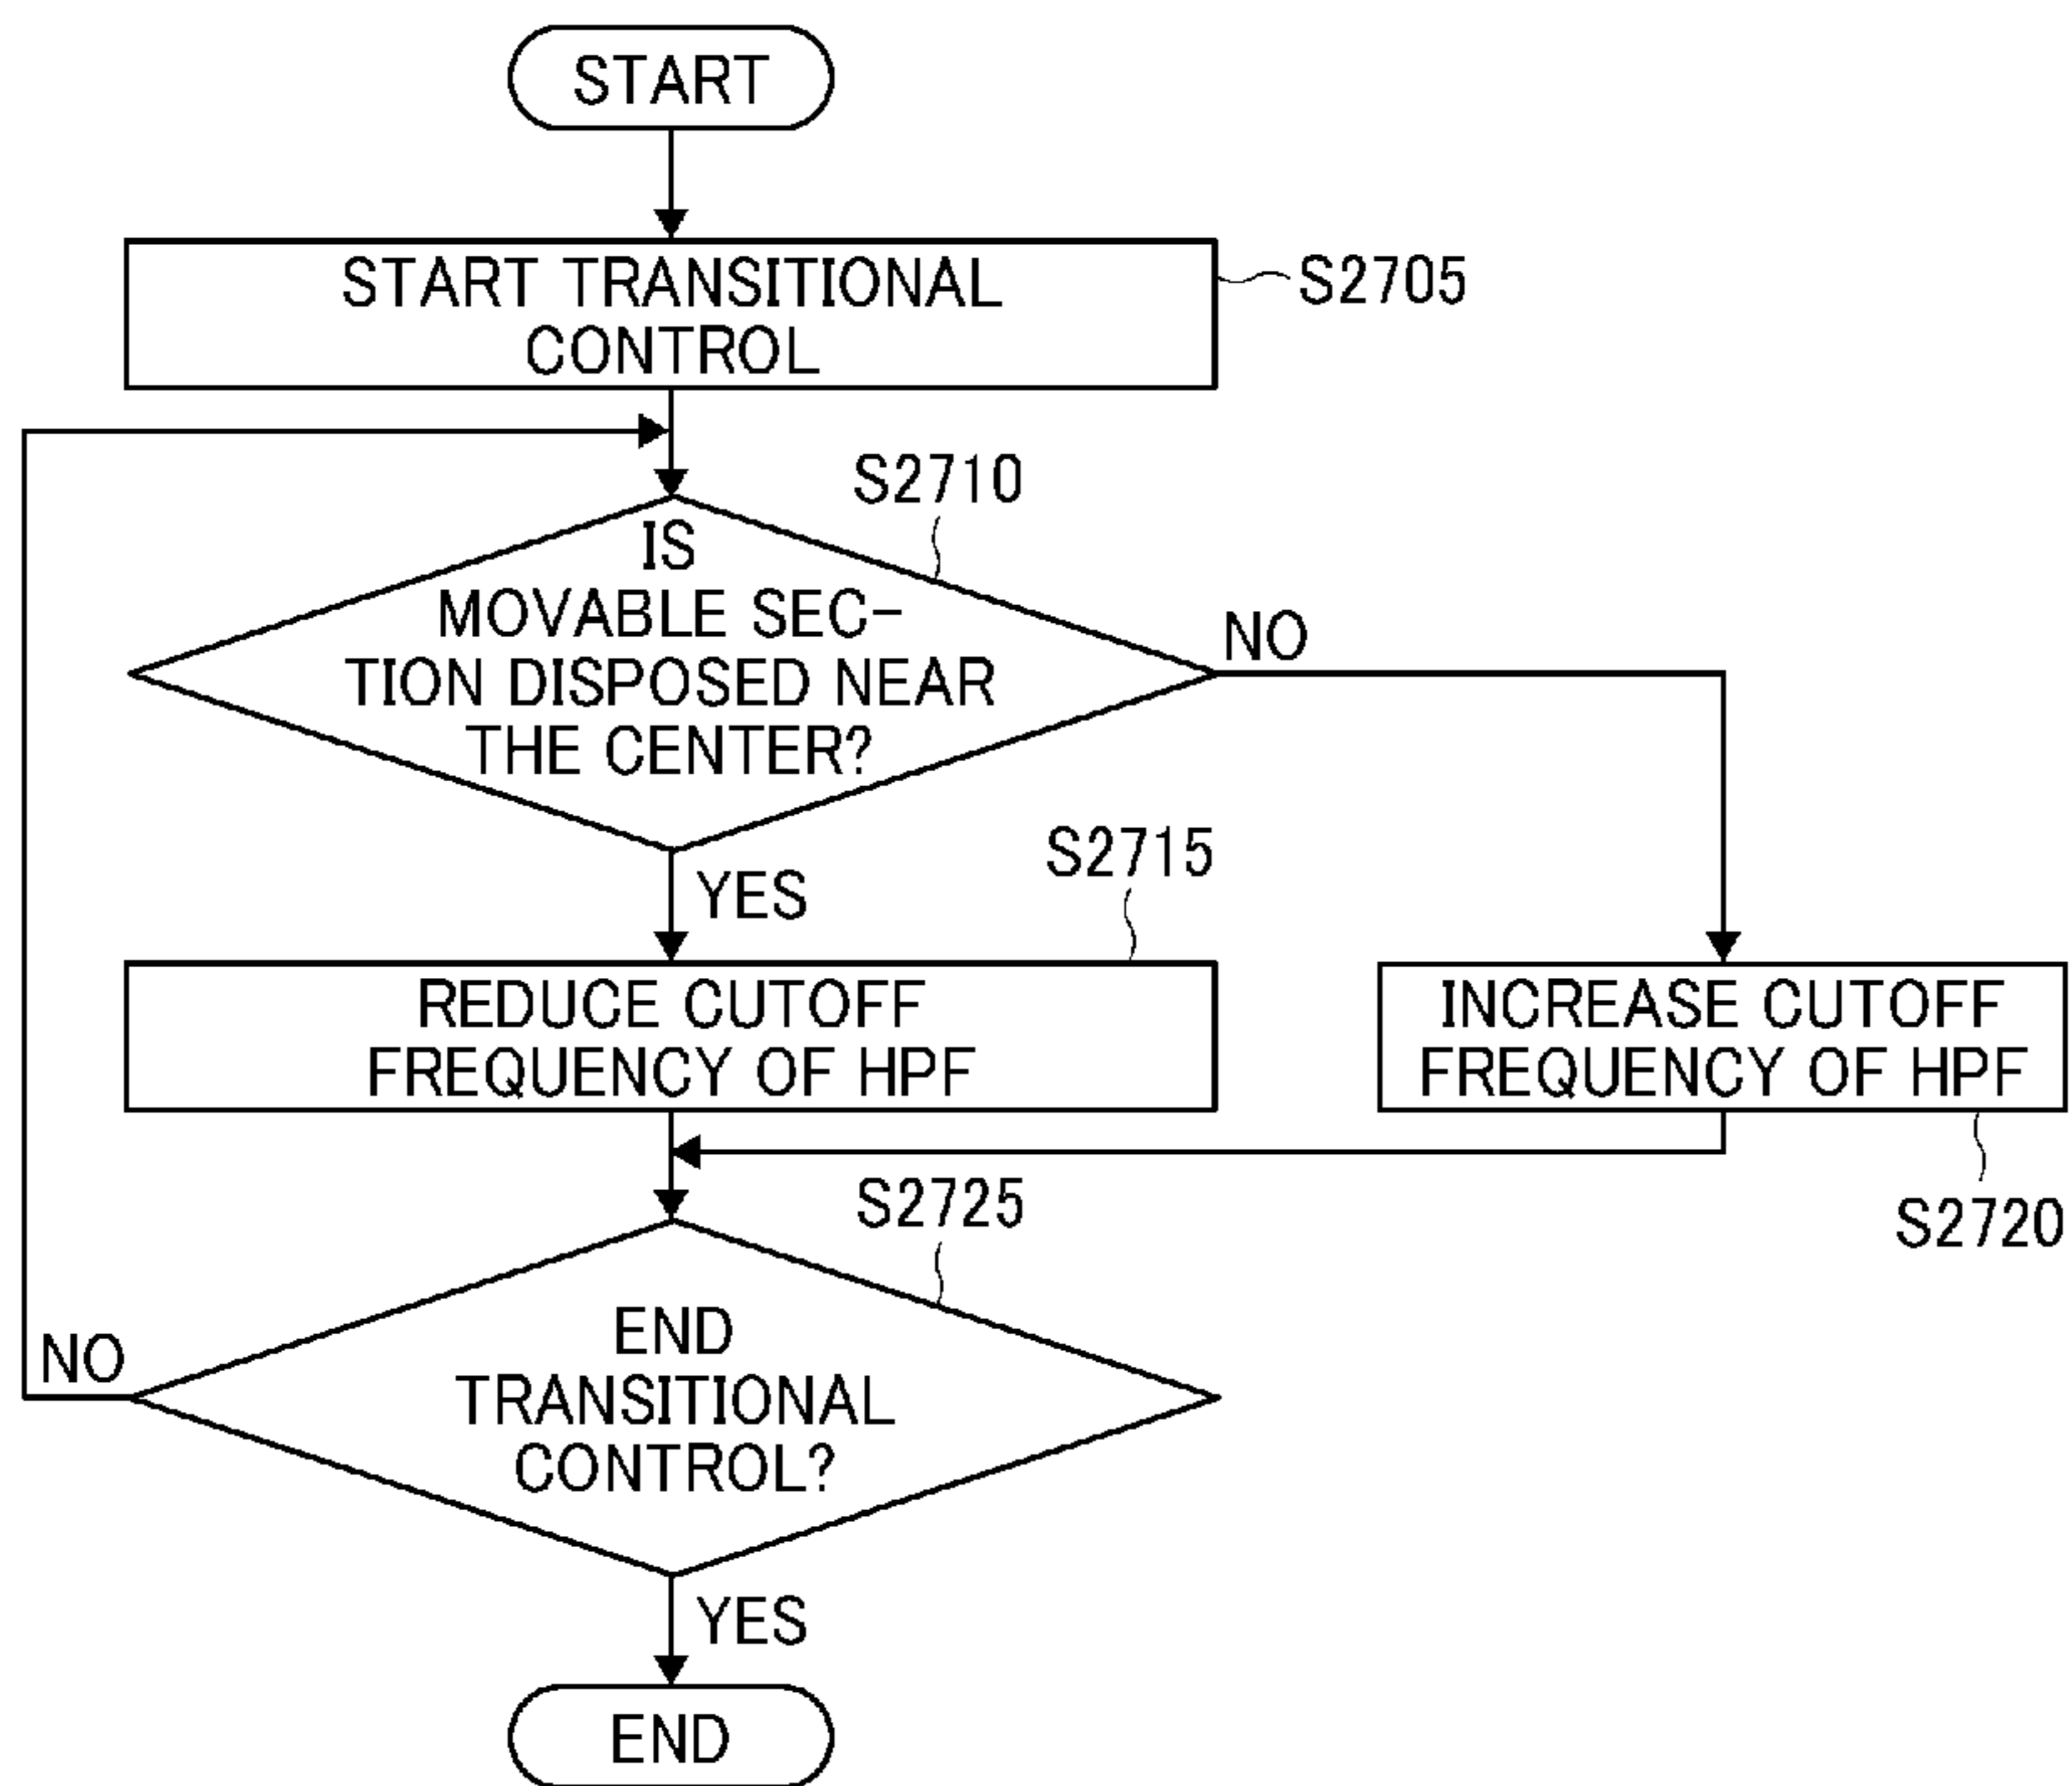 START
START TRANSITIONAL
CONTROL
S2705
S2710
IS
MOVABLE SEC-
TION DISPOSED NEAR
THE CENTER?
NO
YES
S2715
REDUCE CUTOFF
FREQUENCY OF HPF
INCREASE CUTOFF
FREQUENCY OF HPF
S2720
S2725
END
TRANSITIONAL
CONTROL?
NO
YES
END